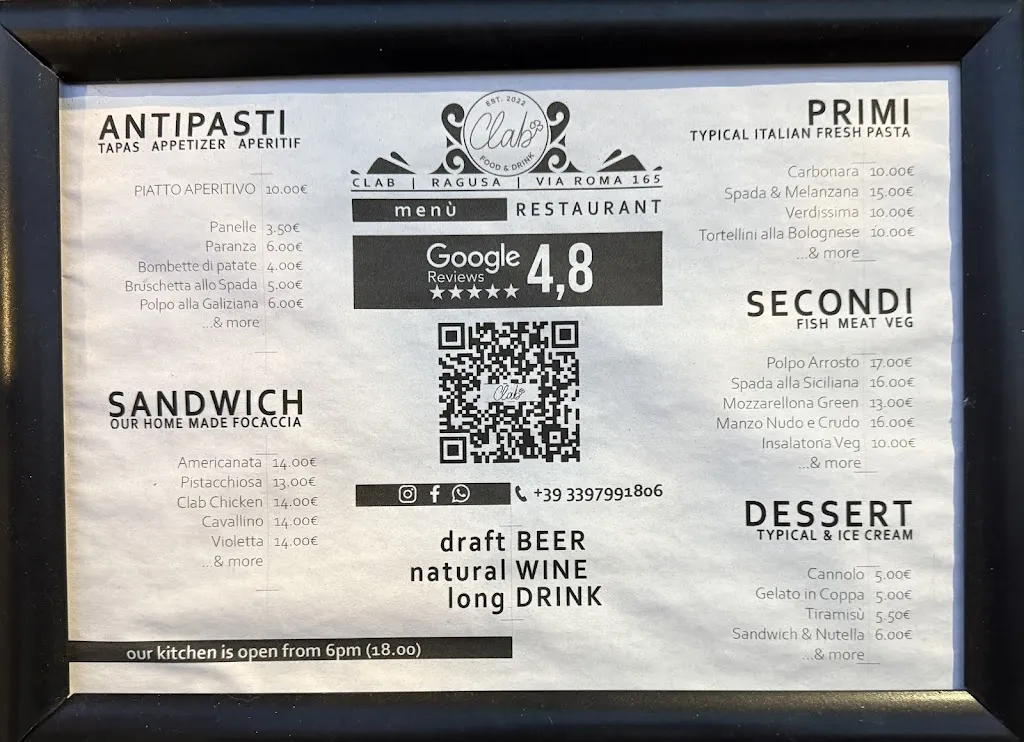 ANTIPASTI
TAPAS APPETIZER APERITIF
PIATTO APERITIVO 10.00€
Panelle 3.50€
Paranza 6.00€
Bombette di patate 4.00€
Bruschetta allo Spada 5.00€
Polpo alla Galiziana 6.00€
...& more
SANDWICH
OUR HOME MADE FOCACCIA
Americanata 14.00€
Pistacchiosa 13.00€
Clab Chicken 14.00€
Cavallino 14.00€
Violetta 14.00€
...& more
our kitchen is open from 6pm (18.00)
EST. 2022
Clab
FOOD & DRINK
CLAB | RAGUSA | VIA ROMA 165
menù RESTAURANT
Google 4,8
Reviews
Clab
+39 3397991806
draft BEER
natural WINE
long DRINK
PRIMI
TYPICAL ITALIAN FRESH PASTA
Carbonara 10.00€
Spada & Melanzana 15.00€
Verdissima 10.00€
Tortellini alla Bolognese 10.00€
...& more
SECONDI
FISH MEAT VEG
Polpo Arrosto 17.00€
Spada alla Siciliana 16.00€
Mozzarellona Green 13.00€
Manzo Nudo e Crudo 16.00€
Insalatona Veg 10.00€
...& more
DESSERT
TYPICAL & ICE CREAM
Cannolo 5.00€
Gelato in Coppa 5.00€
Tiramisù 5.50€
Sandwich & Nutella 6.00€
...& more